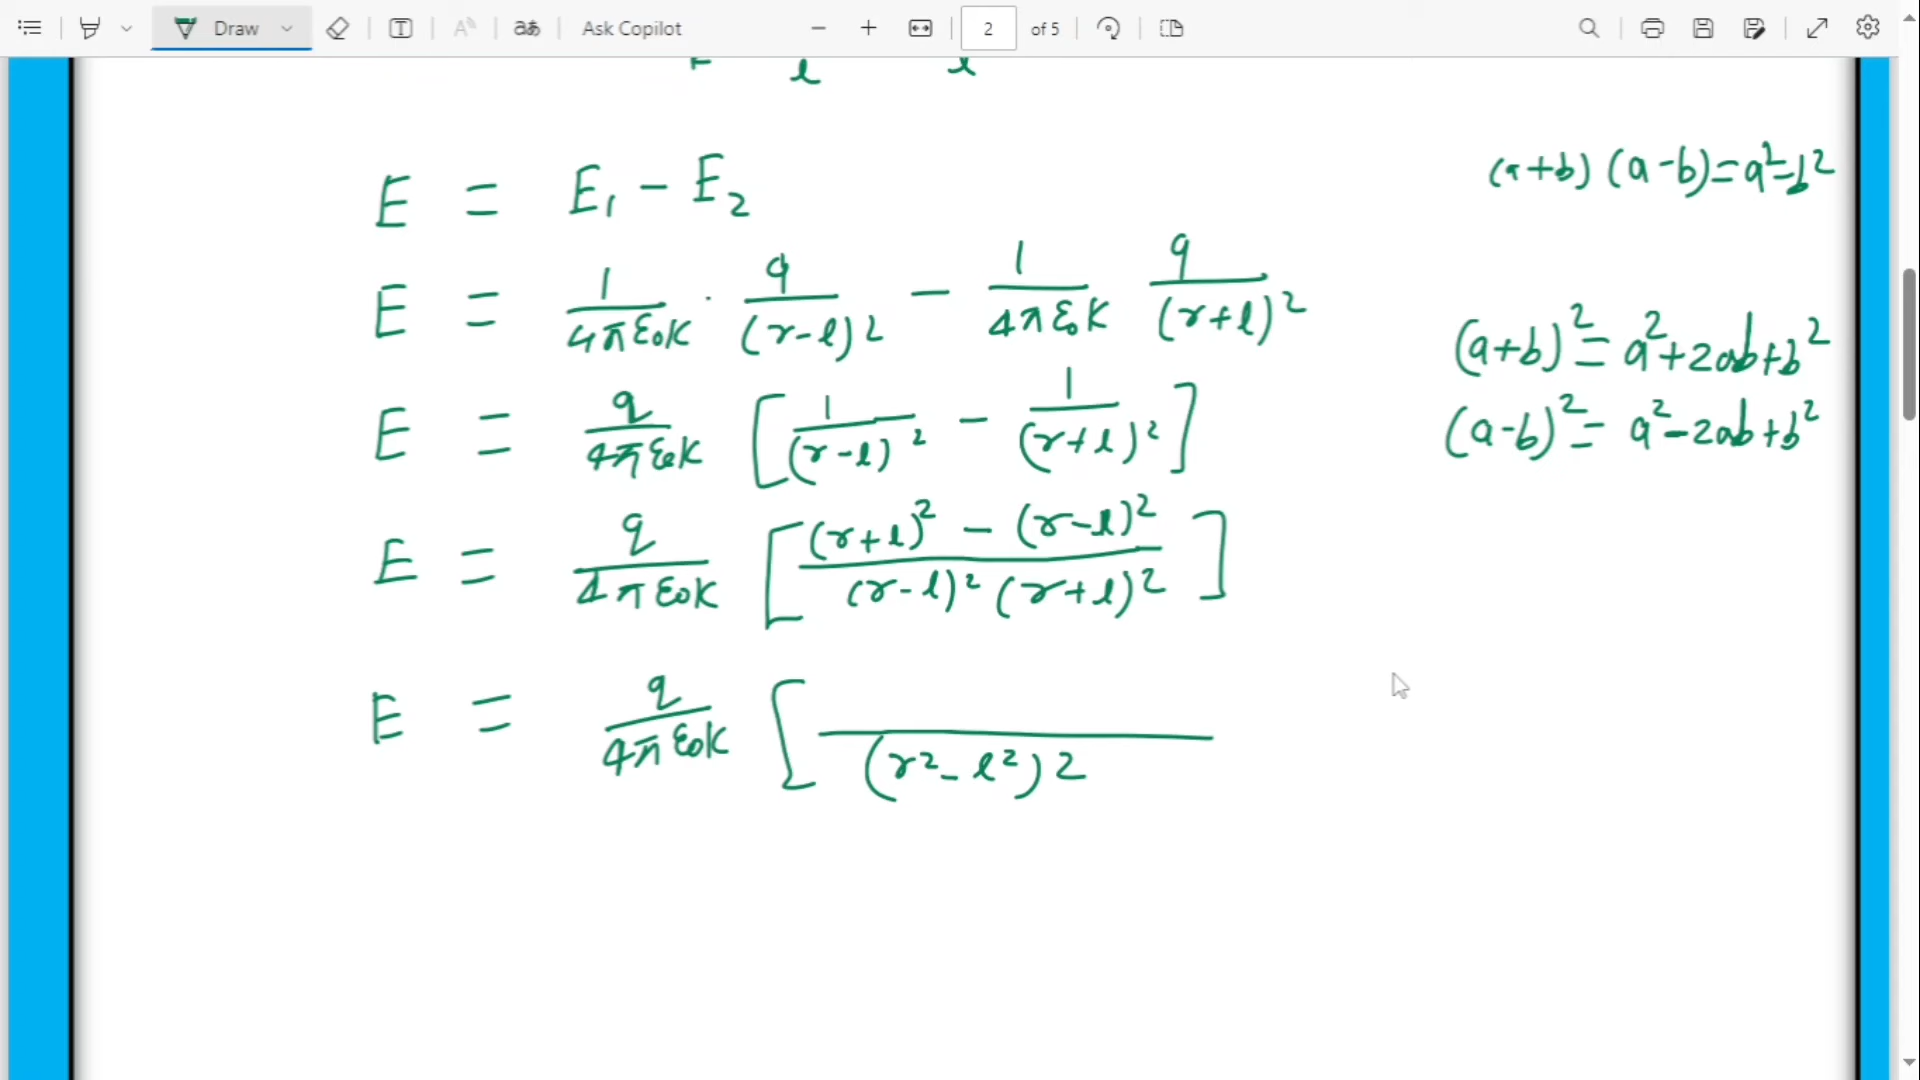 Draw
Ask Copilot
2 of 5
l l
E = E₁ - E₂
(a+b) (a-b) = a²-b²
E = 1/4πε₀K · q/(r-l)² - 1/4πε₀K q/(r+l)²
(a+b)² = a²+2ab+b²
E = q/4πε₀K [1/(r-l)² - 1/(r+l)²]
(a-b)² = a²-2ab+b²
E = q/4πε₀K [(r+l)² - (r-l)² / (r-l)² (r+l)²]
E = q/4πε₀K [ / (r²-l²)2